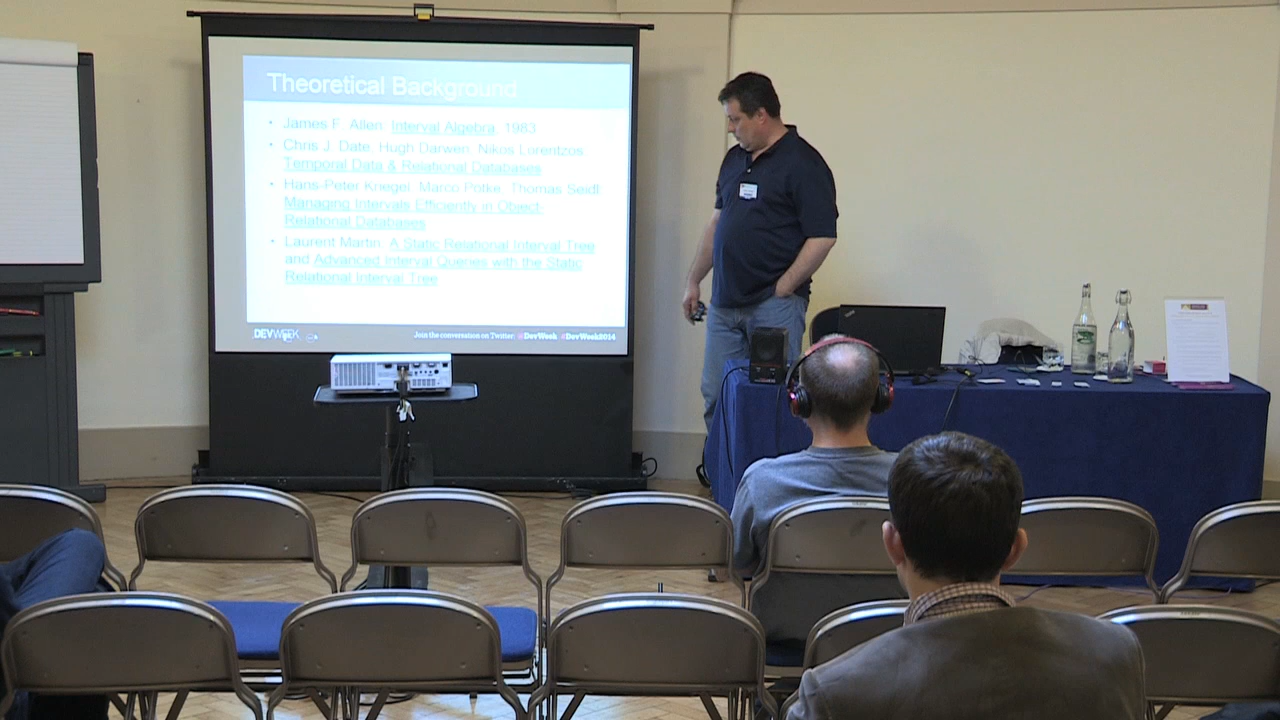 Theoretical Background
• James F. Allen: Interval Algebra, 1983
• Chris J. Date, Hugh Darwen, Nikos Lorentzos:
Temporal Data & Relational Databases
• Hans-Peter Kriegel, Marco Pötke, Thomas Seidl:
Managing Intervals Efficiently in Object-
Relational Databases
• Laurent Martin: A Static Relational Interval Tree
and Advanced Interval Queries with the Static
Relational Interval Tree
DEVWEEK
Join the conversation on Twitter: @DevWeek #DevWeek2014